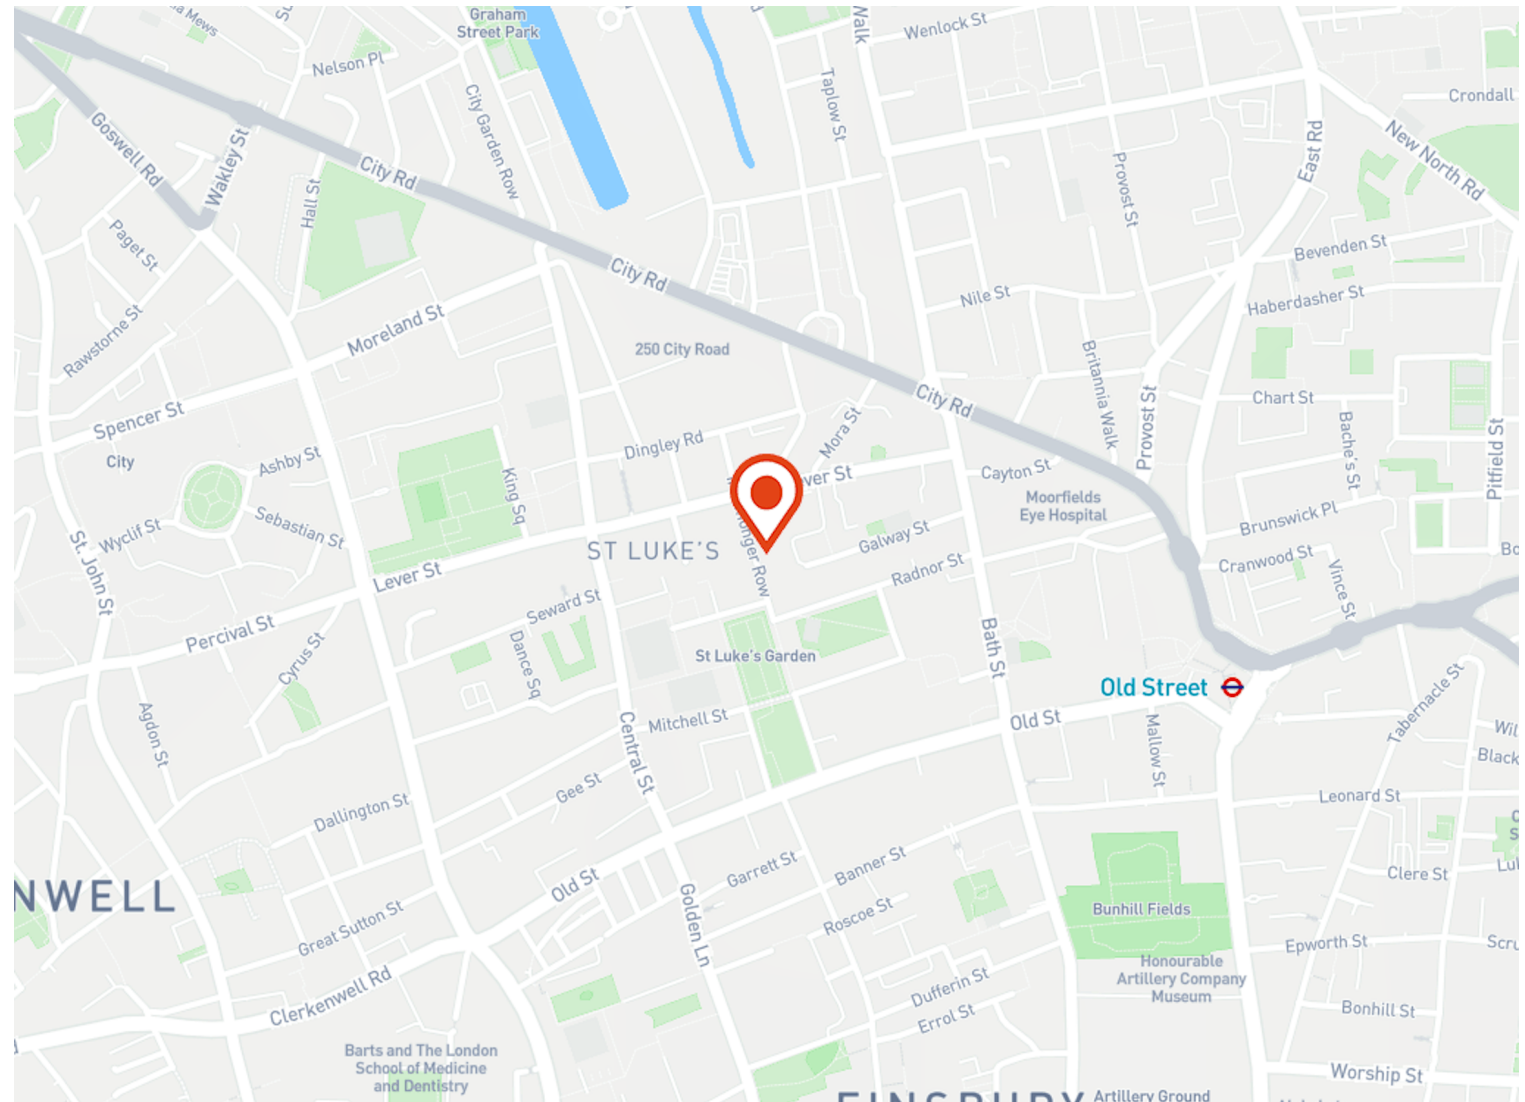 Graham
Street Park
Walk
Wenlock St
Mews
Nelson Pl
Taplow St
Crondall
City Garden Row
Goswell Rd
Wakley St
City Rd
East Rd
New North Rd
Hall St
Provost St
Paget St
Bevenden St
City Rd
Nile St
Haberdasher St
Rawstorne St
Moreland St
250 City Road
Britannia Walk
City Rd
Chart St
Provost St
Spencer St
Mora St
Bache's St
Pitfield St
Dingley Rd
City
Ashby St
King Sq
Cayton St
Moorfields
Eye Hospital
Sebastian St
Wyclif St
Brunswick Pl
Galway St
ST LUKE'S
Row
Cranwood St
St. John St
Lever St
Radnor St
Vince St
Seward St
Percival St
Dance Sq
Cyrus St
Bath St
St Luke's Garden
Old Street
Tabernacle St
Agdon St
Mitchell St
Old St
Mallow St
Central St
Black
Gee St
Leonard St
Dallington St
Garrett St
Banner St
Clere St
Old St
NWELL
Golden Ln
Bunhill Fields
Roscoe St
Great Sutton St
Epworth St
Scru
Honourable
Artillery Company
Museum
Clerkenwell Rd
Dufferin St
Errol St
Bonhill St
Barts and The London
School of Medicine
and Dentistry
Worship St
FINSBURY
Artillery Ground